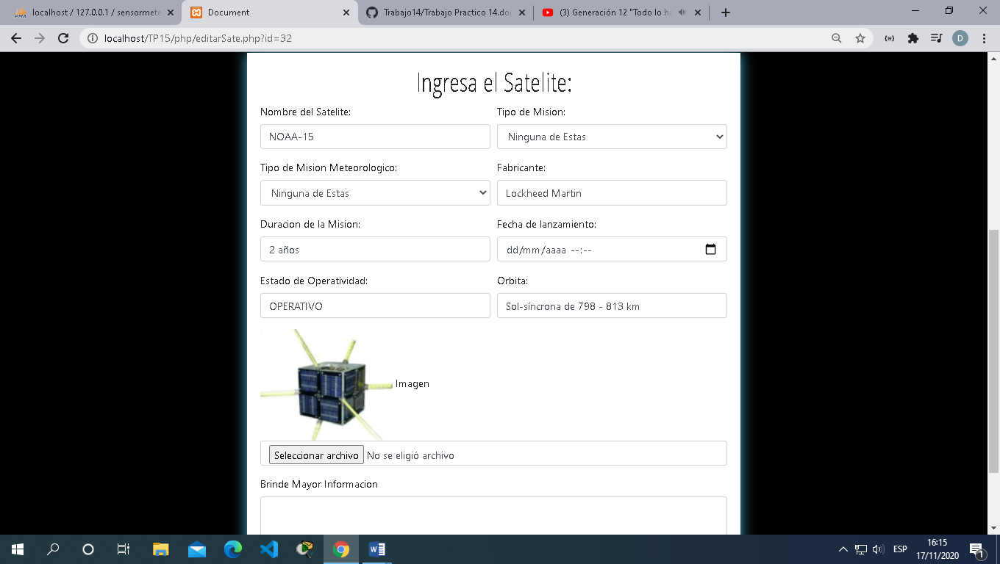 localhost / 127.0.0.1 / sensormete
Document
Trabajo14/Trabajo Practico 14.doc
(3) Generación 12 "Todo lo ha
localhost/TP15/php/editarSate.php?id=32
D
Ingresa el Satelite:
Nombre del Satelite:
Tipo de Mision:
NOAA-15
Ninguna de Estas
Tipo de Mision Meteorologico:
Fabricante:
Ninguna de Estas
Lockheed Martin
Duracion de la Mision:
Fecha de lanzamiento:
2 años
dd/mm/aaaa --:--
Estado de Operatividad:
Orbita:
OPERATIVO
Sol-síncrona de 798 - 813 km
Imagen
Seleccionar archivo No se eligió archivo
Brinde Mayor Informacion
ESP
16:15
17/11/2020
1